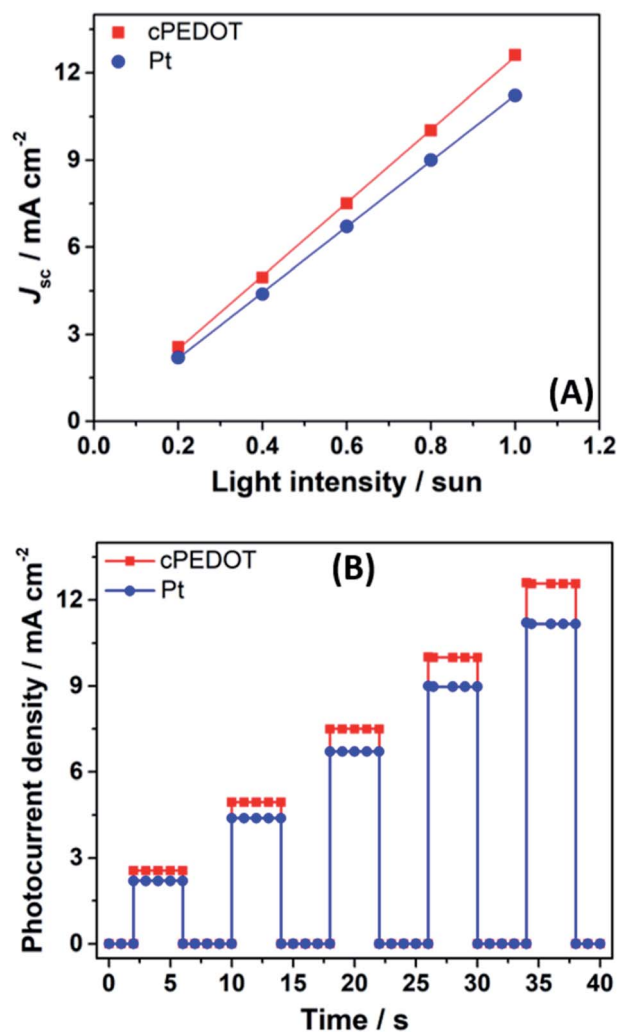 cPEDOT
Pt
12
9
6
3
0
J_sc / mA cm⁻²
(A)
0.0 0.2 0.4 0.6 0.8 1.0 1.2
Light intensity / sun
cPEDOT
Pt
(B)
12
9
6
3
0
Photocurrent density / mA cm⁻²
0 5 10 15 20 25 30 35 40
Time / s